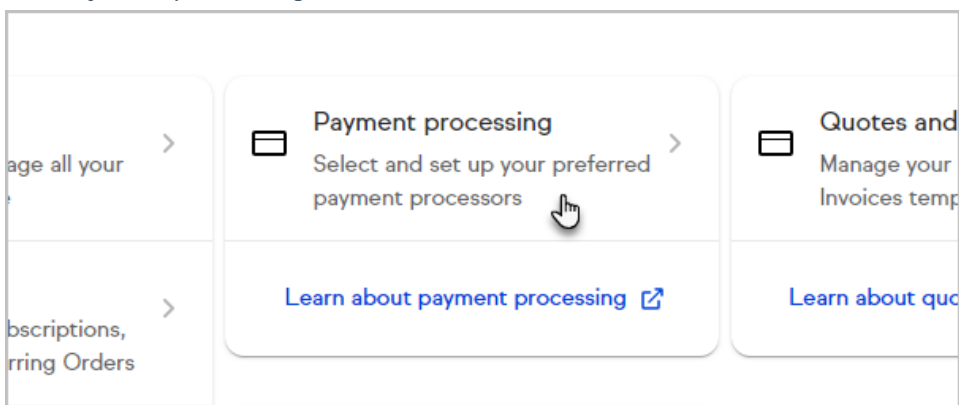 age all your
bscriptions,
rring Orders
Payment processing
Select and set up your preferred
payment processors
Learn about payment processing
Quotes and
Manage your
Invoices temp
Learn about quo